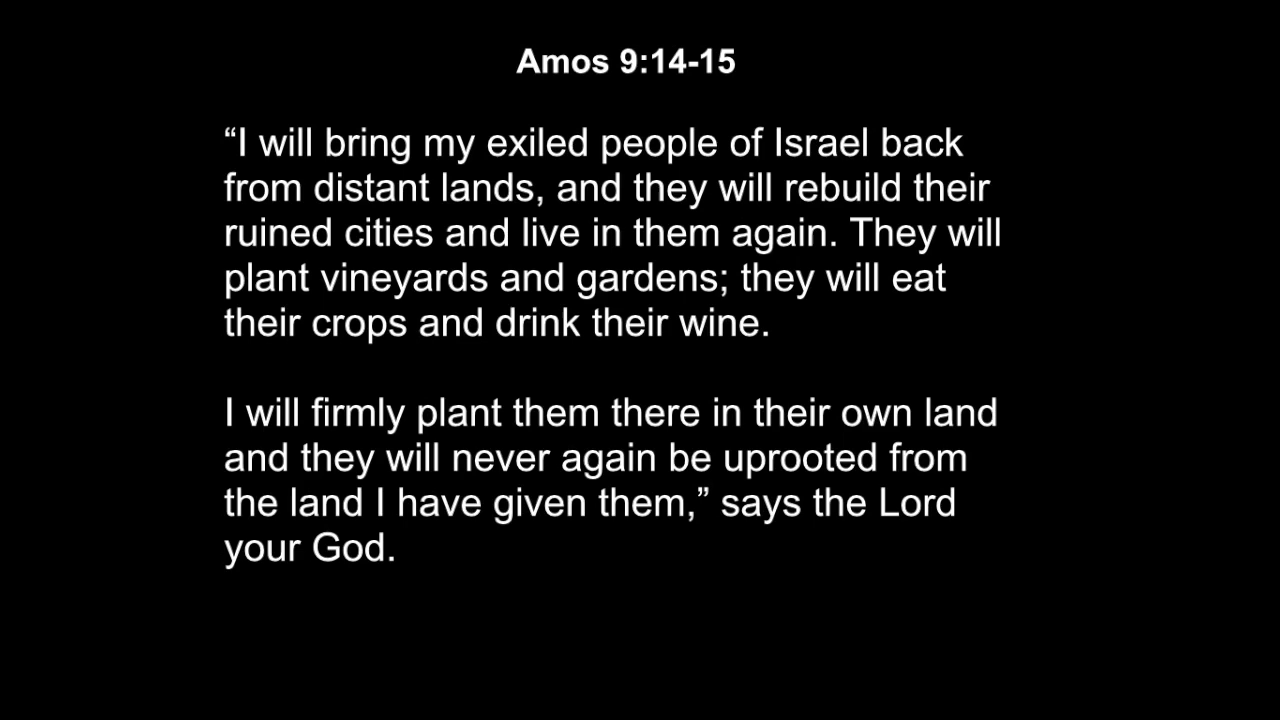 Amos 9:14-15
“I will bring my exiled people of Israel back
from distant lands, and they will rebuild their
ruined cities and live in them again. They will
plant vineyards and gardens; they will eat
their crops and drink their wine.
I will firmly plant them there in their own land
and they will never again be uprooted from
the land I have given them,” says the Lord
your God.